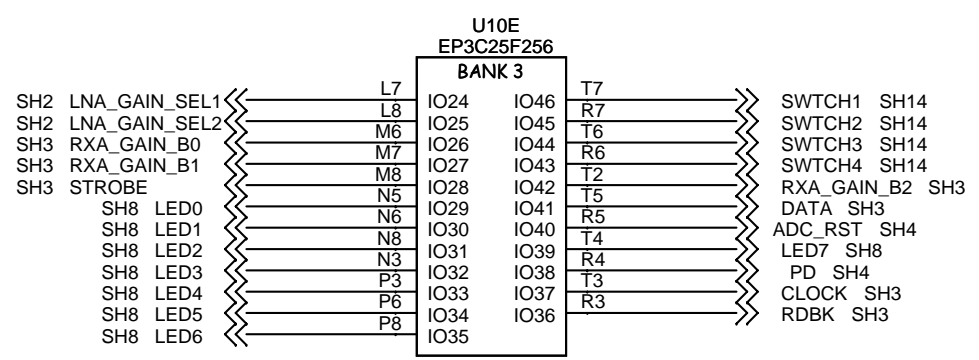 U10E
EP3C25F256
BANK 3
SH2 LNA_GAIN_SEL1 L7 IO24 IO46 T7 SWTCH1 SH14
SH2 LNA_GAIN_SEL2 L8 IO25 IO45 R7 SWTCH2 SH14
SH3 RXA_GAIN_B0 M6 IO26 IO44 T6 SWTCH3 SH14
SH3 RXA_GAIN_B1 M7 IO27 IO43 R6 SWTCH4 SH14
SH3 STROBE M8 IO28 IO42 T2 RXA_GAIN_B2 SH3
SH8 LED0 N5 IO29 IO41 T5 DATA SH3
SH8 LED1 N6 IO30 IO40 R5 ADC_RST SH4
SH8 LED2 N8 IO31 IO39 T4 LED7 SH8
SH8 LED3 N3 IO32 IO38 R4 PD SH4
SH8 LED4 P3 IO33 IO37 T3 CLOCK SH3
SH8 LED5 P6 IO34 IO36 R3 RDBK SH3
SH8 LED6 P8 IO35